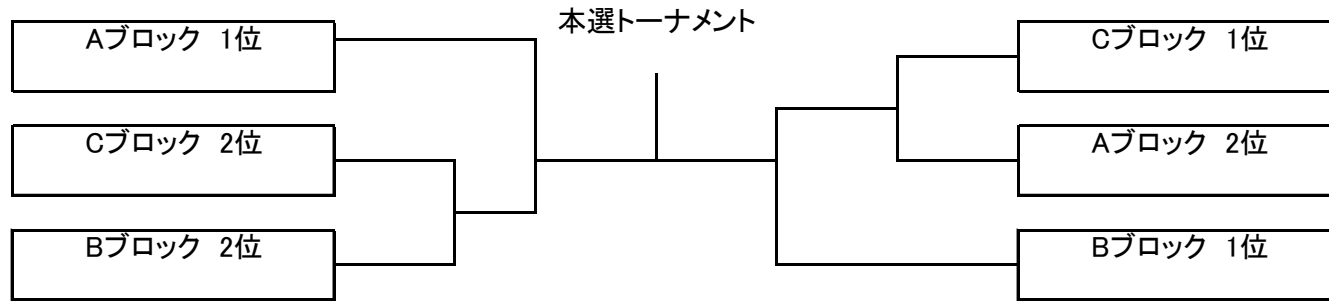 本選トーナメント
Aブロック 1位
Cブロック 2位
Bブロック 2位
Cブロック 1位
Aブロック 2位
Bブロック 1位